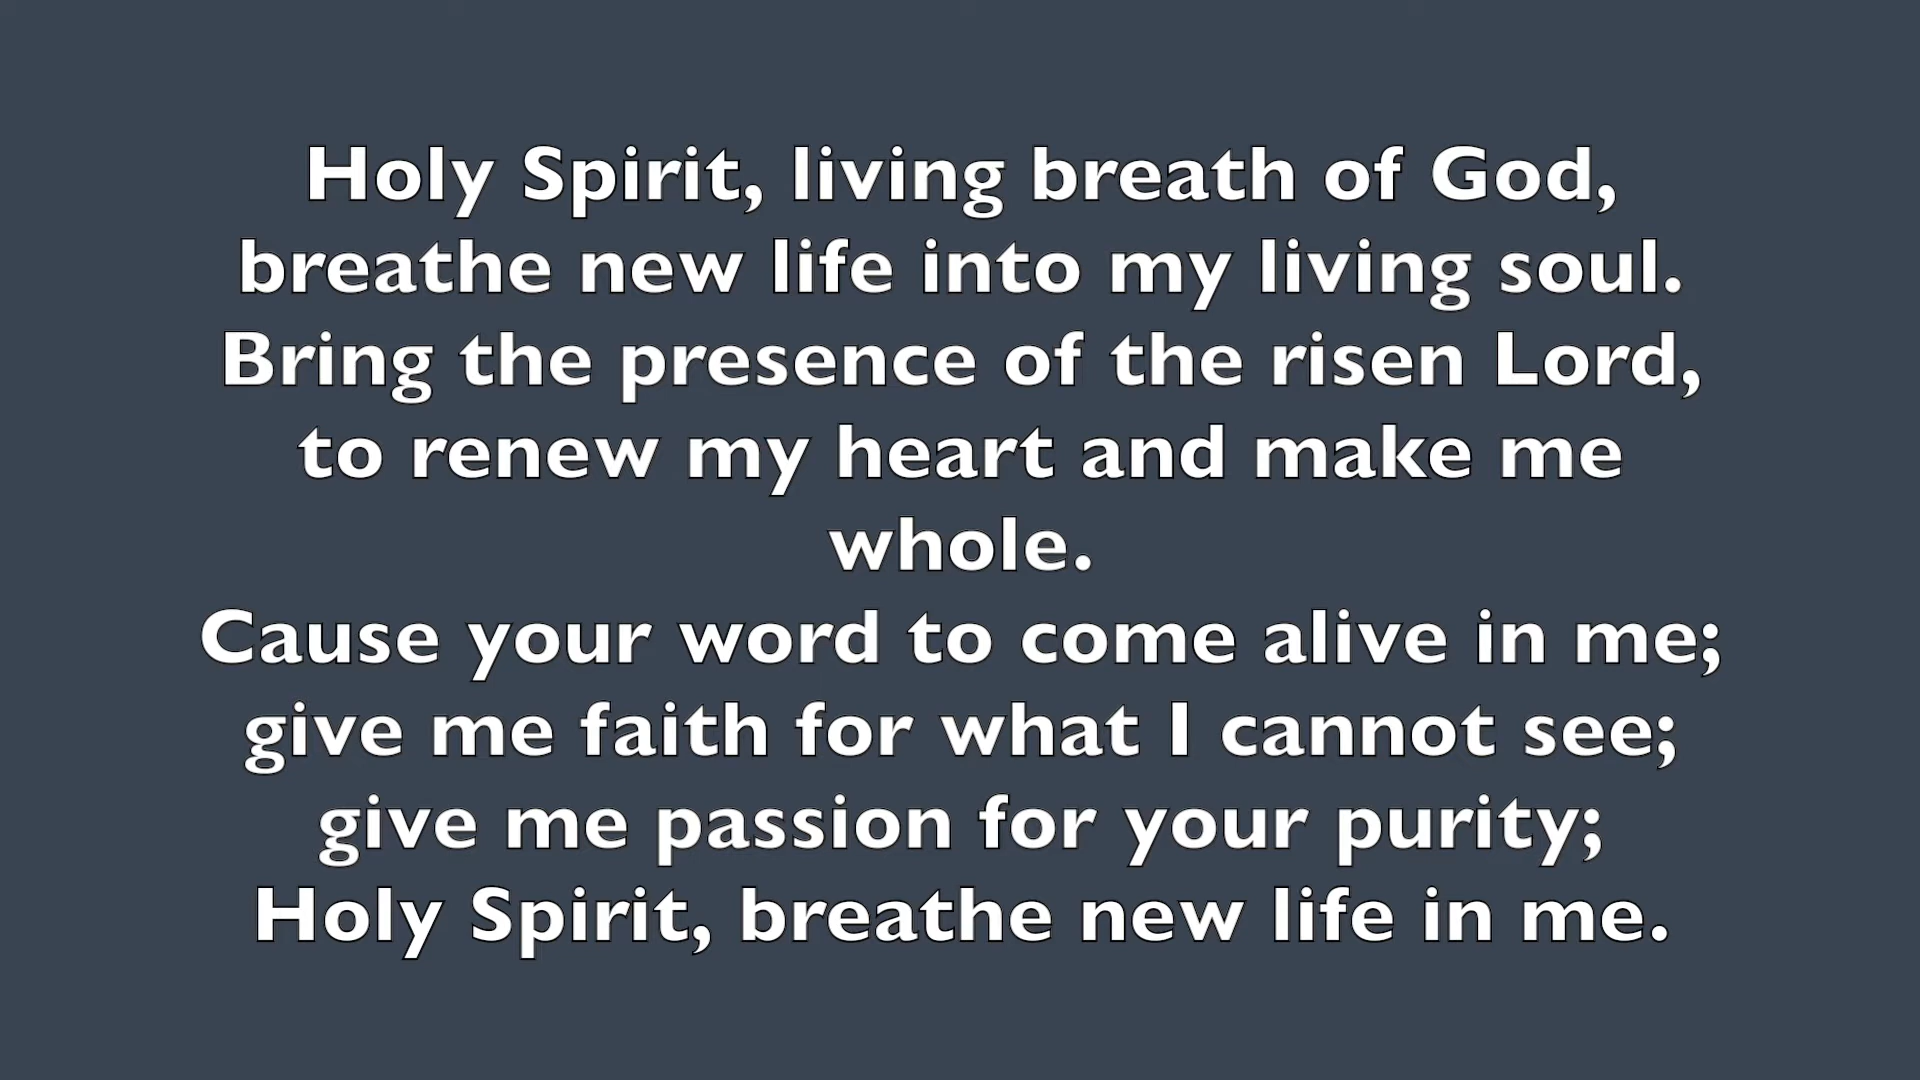 Holy Spirit, living breath of God,
breathe new life into my living soul.
Bring the presence of the risen Lord,
to renew my heart and make me
whole.
Cause your word to come alive in me;
give me faith for what I cannot see;
give me passion for your purity;
Holy Spirit, breathe new life in me.